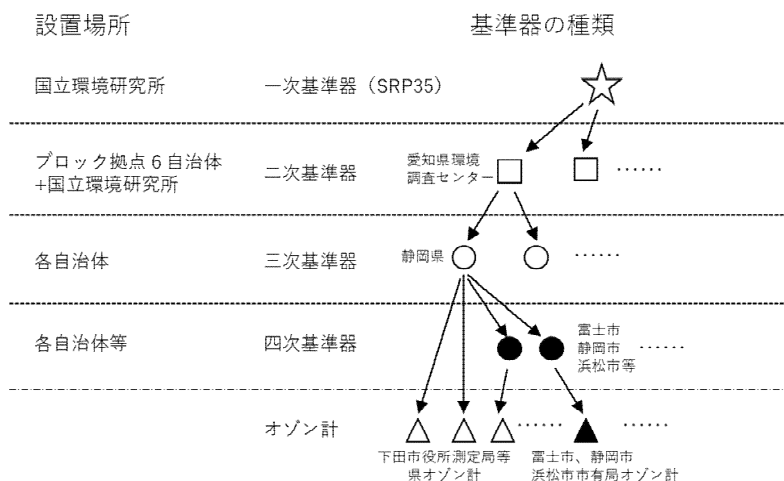 設置場所
基準器の種類
国立環境研究所
一次基準器（SRP35）
ブロック拠点６自治体
+国立環境研究所
二次基準器
愛知県環境
調査センター
……
各自治体
三次基準器
静岡県
……
各自治体等
四次基準器
富士市
静岡市
浜松市等
……
オゾン計
……
……
下田市役所測定局等
県オゾン計
富士市、静岡市
浜松市市有局オゾン計